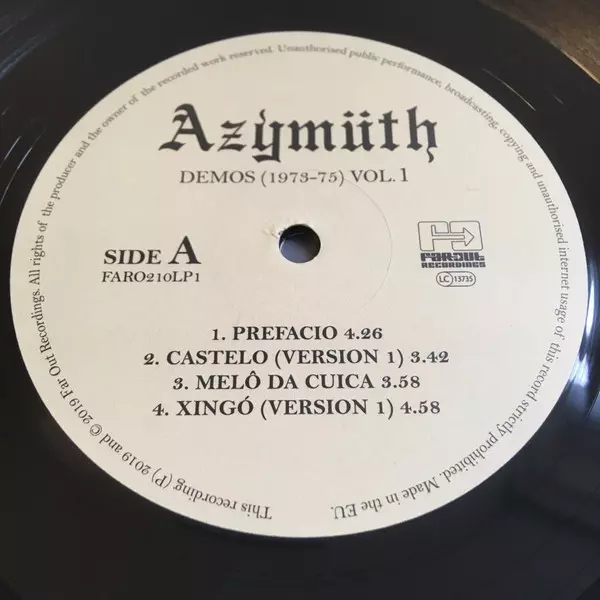 This recording (P) 2019 and © 2019 Far Out Recordings. All rights of the producer and the owner of the recorded work reserved. Unauthorised public performance, broadcasting, copying and unauthorised internet usage of this record strictly prohibited. Made in the EU.
Azymüth
DEMOS (1973-75) VOL.1
SIDE A
FARO210LP1
FAROUT
RECORDINGS
LC 13735
1. PREFACIO 4.26
2. CASTELO (VERSION 1) 3.42
3. MELÔ DA CUICA 3.58
4. XINGÓ (VERSION 1) 4.58